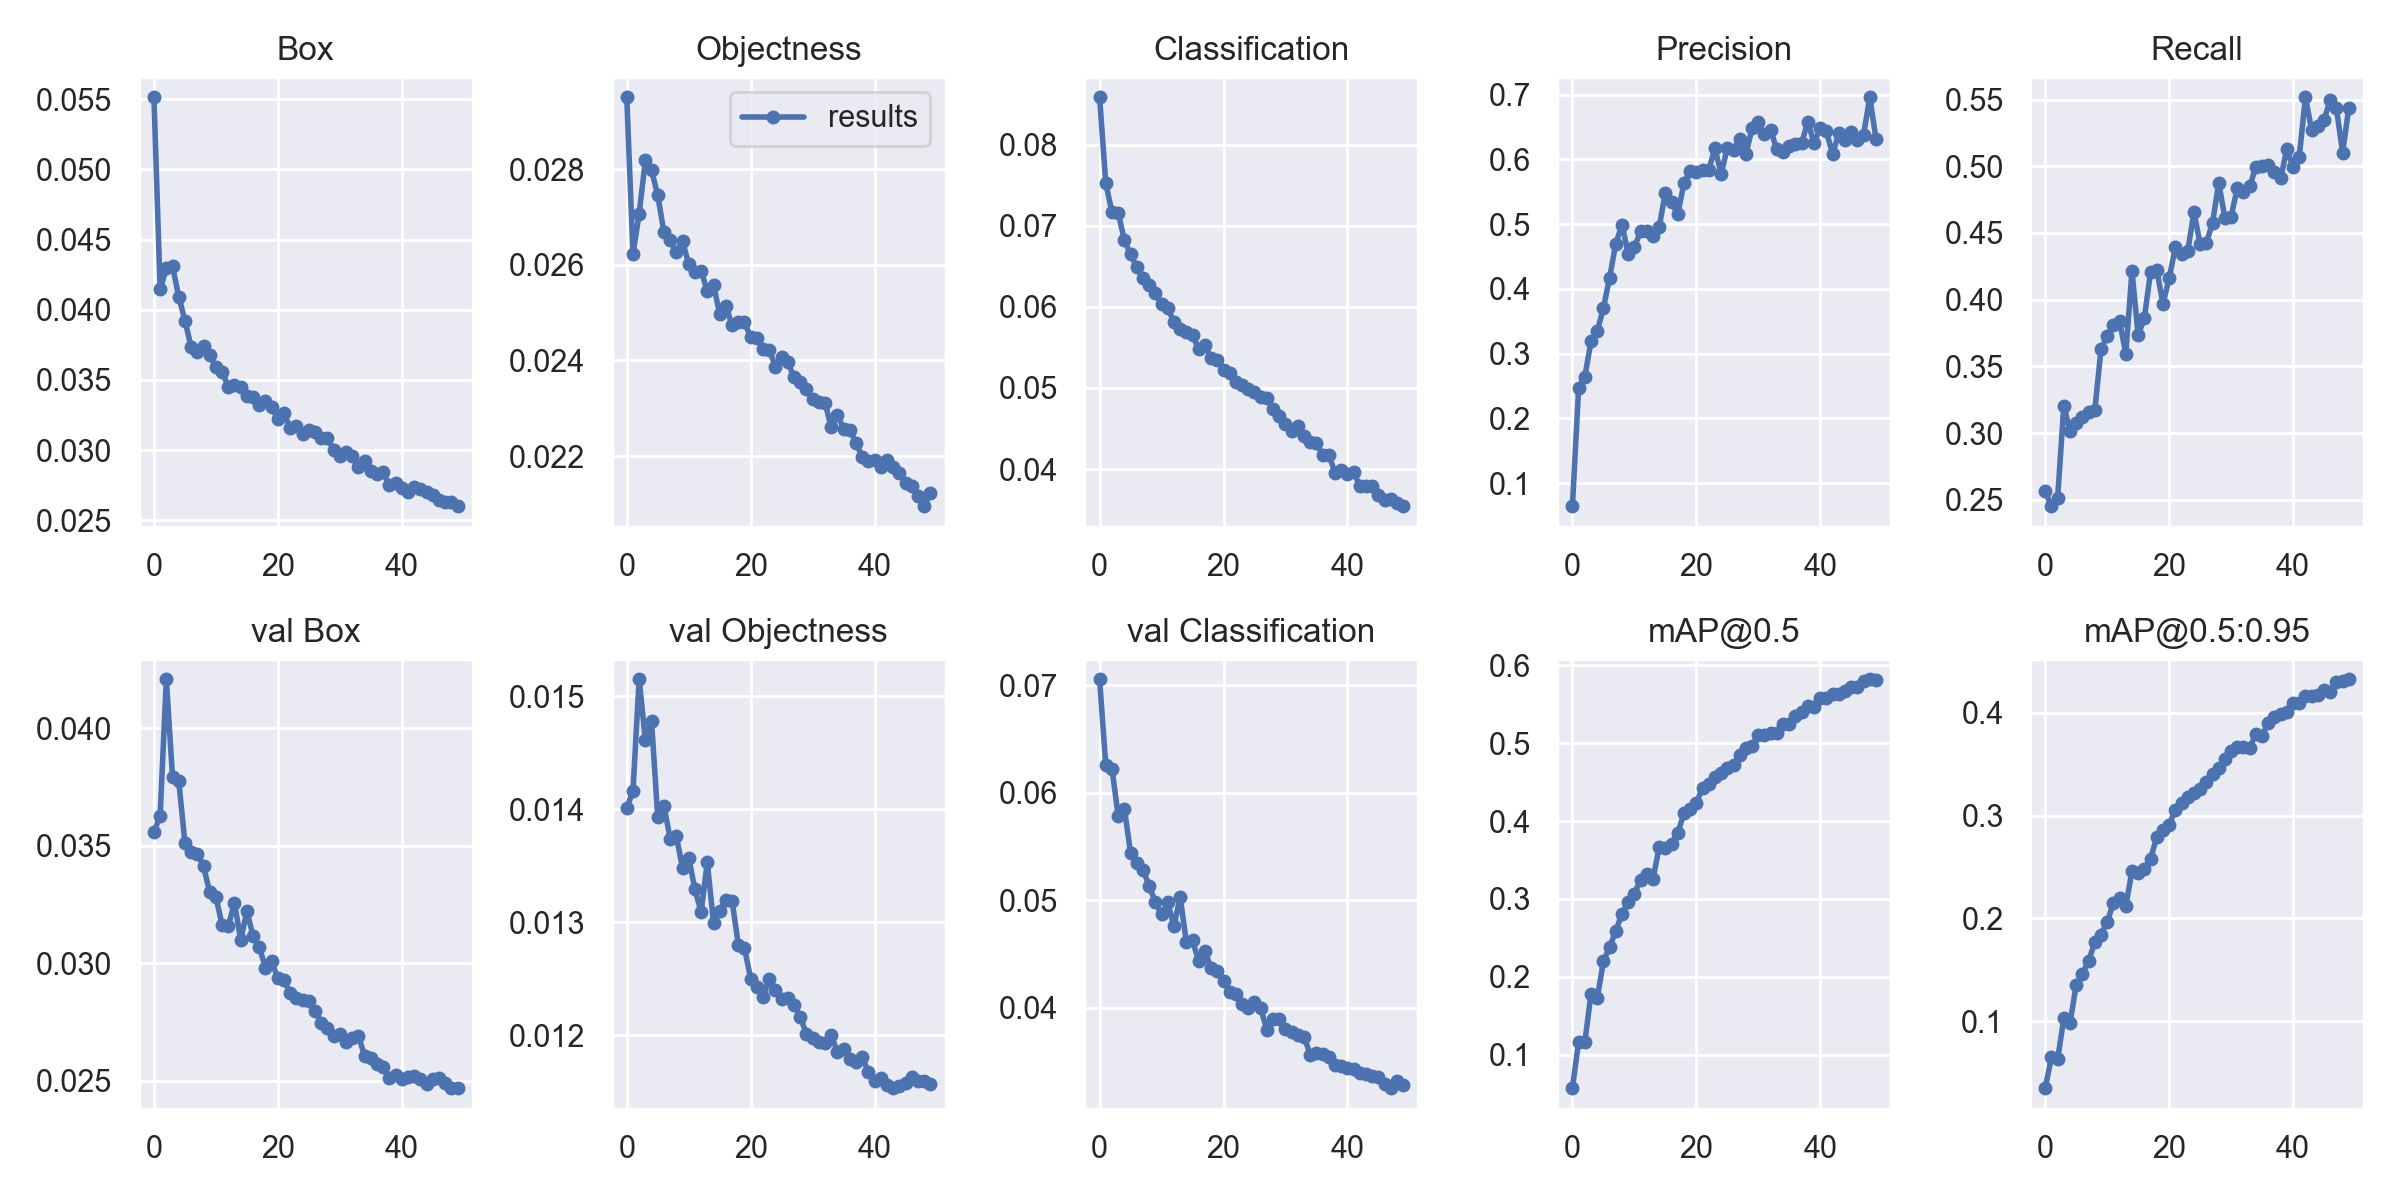 Box
0.055
0.050
0.045
0.040
0.035
0.030
0.025
0 20 40
Objectness
results
0.028
0.026
0.024
0.022
0 20 40
Classification
0.08
0.07
0.06
0.05
0.04
0 20 40
Precision
0.7
0.6
0.5
0.4
0.3
0.2
0.1
0 20 40
Recall
0.55
0.50
0.45
0.40
0.35
0.30
0.25
0 20 40
val Box
0.040
0.035
0.030
0.025
0 20 40
val Objectness
0.015
0.014
0.013
0.012
0 20 40
val Classification
0.07
0.06
0.05
0.04
0 20 40
mAP@0.5
0.6
0.5
0.4
0.3
0.2
0.1
0 20 40
mAP@0.5:0.95
0.4
0.3
0.2
0.1
0 20 40